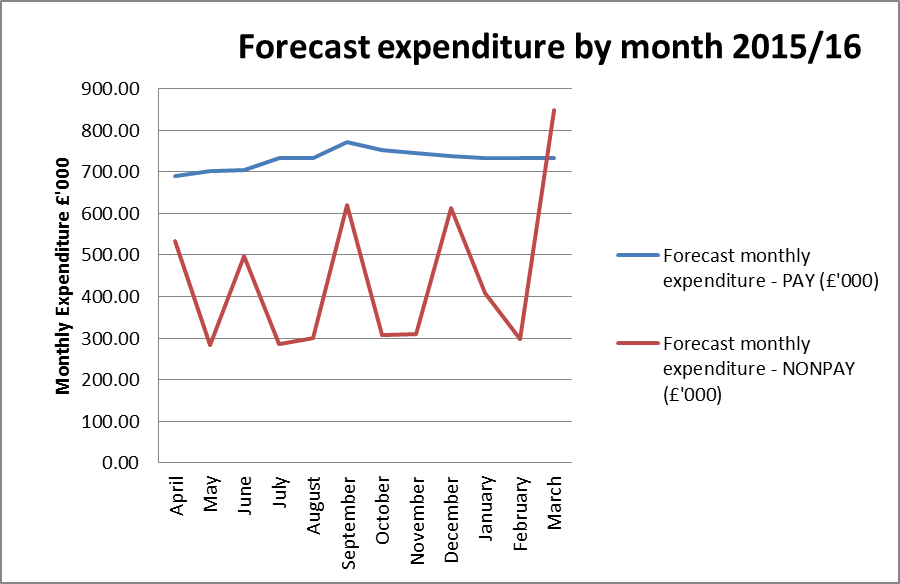 Forecast expenditure by month 2015/16
Monthly Expenditure £'000
900.00
800.00
700.00
600.00
500.00
400.00
300.00
200.00
100.00
0.00
April
May
June
July
August
September
October
November
December
January
February
March
Forecast monthly
expenditure - PAY (£'000)
Forecast monthly
expenditure - NONPAY
(£'000)